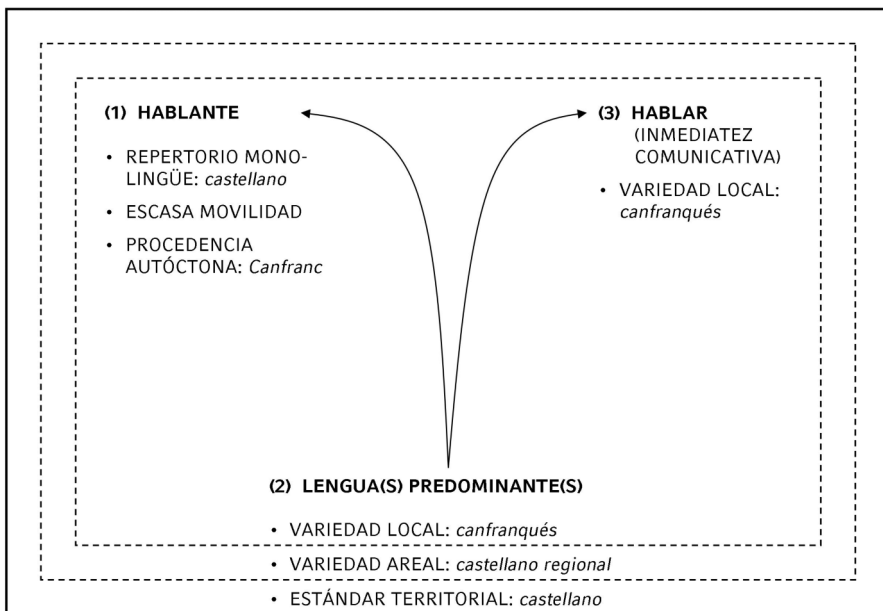 (1) HABLANTE
• REPERTORIO MONO-
LINGÜE: castellano
• ESCASA MOVILIDAD
• PROCEDENCIA
AUTÓCTONA: Canfranc
(3) HABLAR
(INMEDIATEZ
COMUNICATIVA)
• VARIEDAD LOCAL:
canfranqués
(2) LENGUA(S) PREDOMINANTE(S)
• VARIEDAD LOCAL: canfranqués
• VARIEDAD AREAL: castellano regional
• ESTÁNDAR TERRITORIAL: castellano